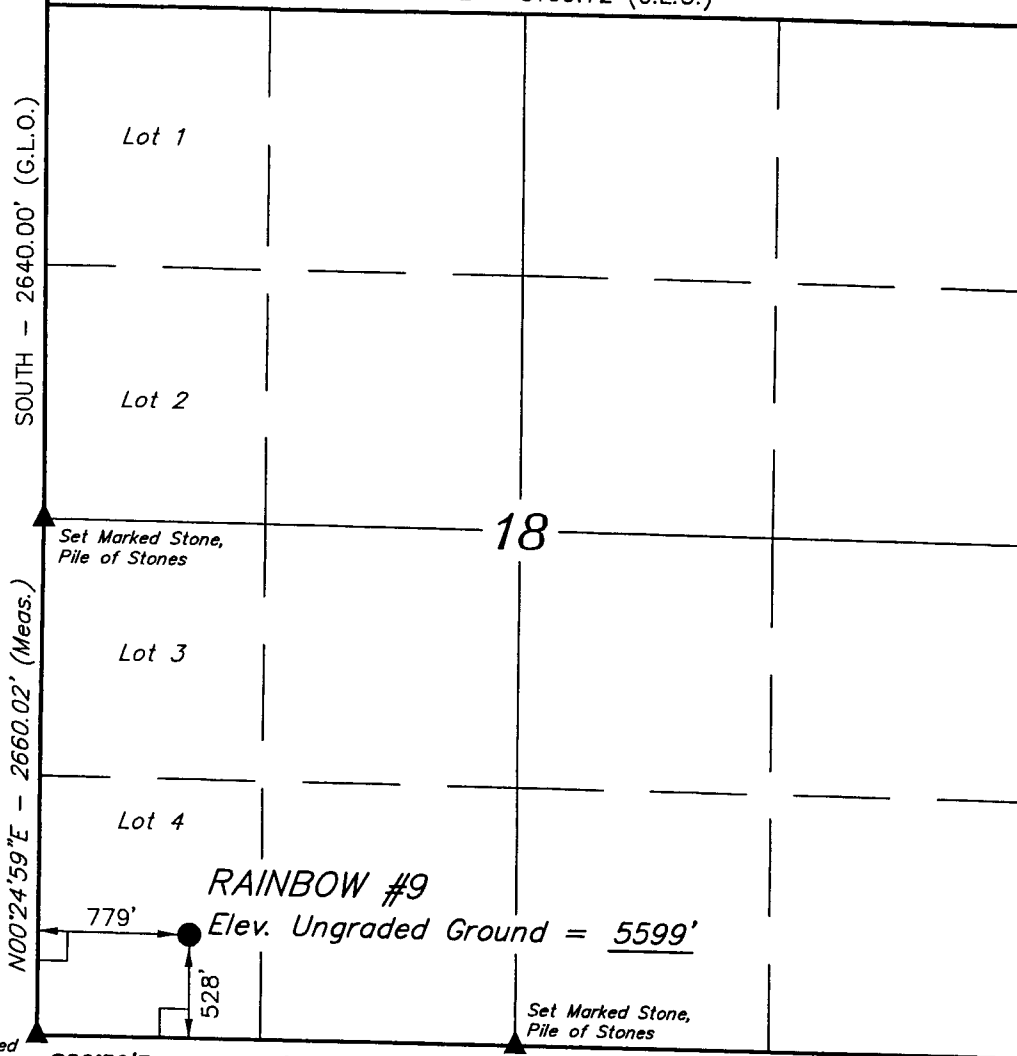 (G.L.O.)
Lot 1
SOUTH – 2640.00' (G.L.O.)
Lot 2
Set Marked Stone,
Pile of Stones
18
Lot 3
N00°24'59"E – 2660.02' (Meas.)
Lot 4
RAINBOW #9
Elev. Ungraded Ground = 5599'
779'
528'
Set Marked Stone,
Pile of Stones